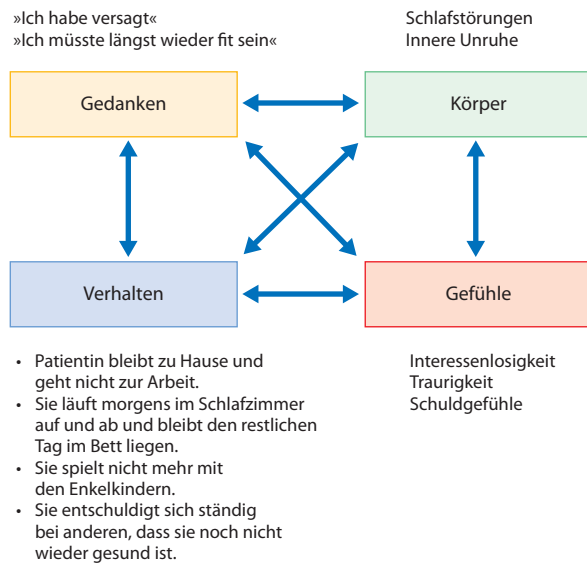 »Ich habe versagt«
»Ich müsste längst wieder fit sein«
Schlafstörungen
Innere Unruhe
Gedanken
Körper
Verhalten
Gefühle
• Patientin bleibt zu Hause und
geht nicht zur Arbeit.
• Sie läuft morgens im Schlafzimmer
auf und ab und bleibt den restlichen
Tag im Bett liegen.
• Sie spielt nicht mehr mit
den Enkelkindern.
• Sie entschuldigt sich ständig
bei anderen, dass sie noch nicht
wieder gesund ist.
Interessenlosigkeit
Traurigkeit
Schuldgefühle